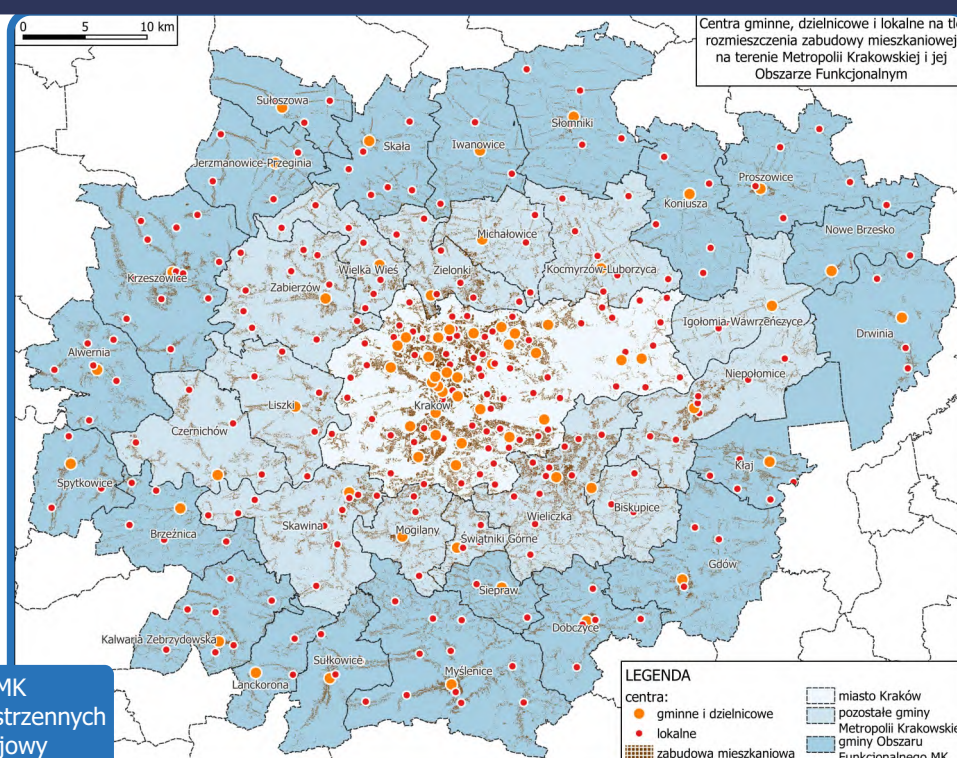 0 5 10 km
Centra gminne, dzielnicowe i lokalne na tle
rozmieszczenia zabudowy mieszkaniowej
na terenie Metropolii Krakowskiej i jej
Obszarze Funkcjonalnym
Sułoszowa
Skała
Iwanowice
Słomniki
Jerzmanowice-Przeginia
Proszowice
Koniusza
Nowe Brzesko
Michałowice
Krzeszowice
Wielka Wieś
Zielonki
Kocmyrzów-Luborzyca
Zabierzów
Igołomia-Wawrzeńczyce
Drwinia
Alwernia
Niepołomice
Liszki
Kraków
Czernichów
Kłaj
Spytkowice
Biskupice
Wieliczka
Skawina
Mogilany
Brzeźnica
Świątniki Górne
Gdów
Siepraw
Dobczyce
Kalwaria Zebrzydowska
Sułkowice
Myślenice
Lanckorona
MK
strzennych
jowy
LEGENDA
centra:
gminne i dzielnicowe
lokalne
zabudowa mieszkaniowa
miasto Kraków
pozostałe gminy
Metropolii Krakowskie
gminy Obszaru
Funkcjonalnego MK